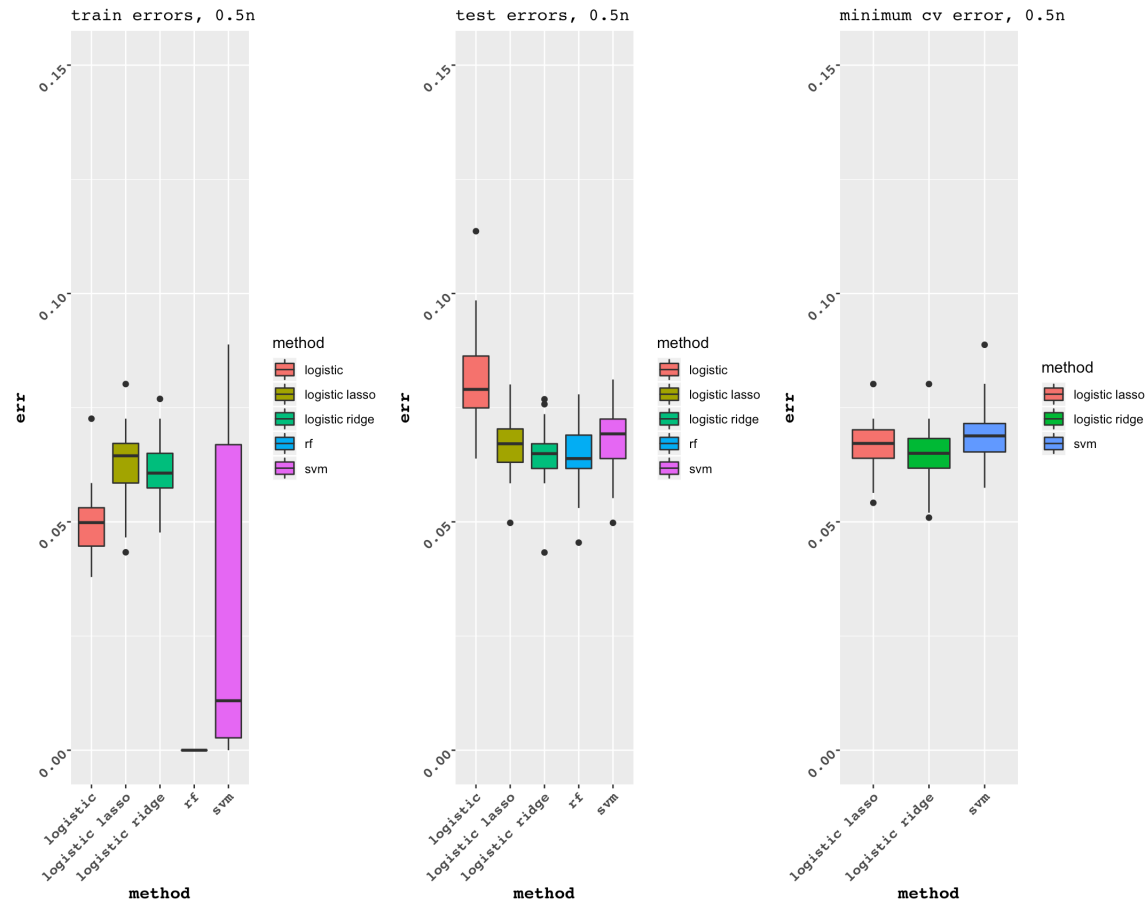 train errors, 0.5n
0.15
0.10
0.05
0.00
err
logistic
logistic lasso
logistic ridge
rf
svm
method
method
logistic
logistic lasso
logistic ridge
rf
svm
test errors, 0.5n
0.15
0.10
0.05
0.00
err
logistic
logistic lasso
logistic ridge
rf
svm
method
method
logistic
logistic lasso
logistic ridge
rf
svm
minimum cv error, 0.5n
0.15
0.10
0.05
0.00
err
logistic lasso
logistic ridge
svm
method
method
logistic lasso
logistic ridge
svm